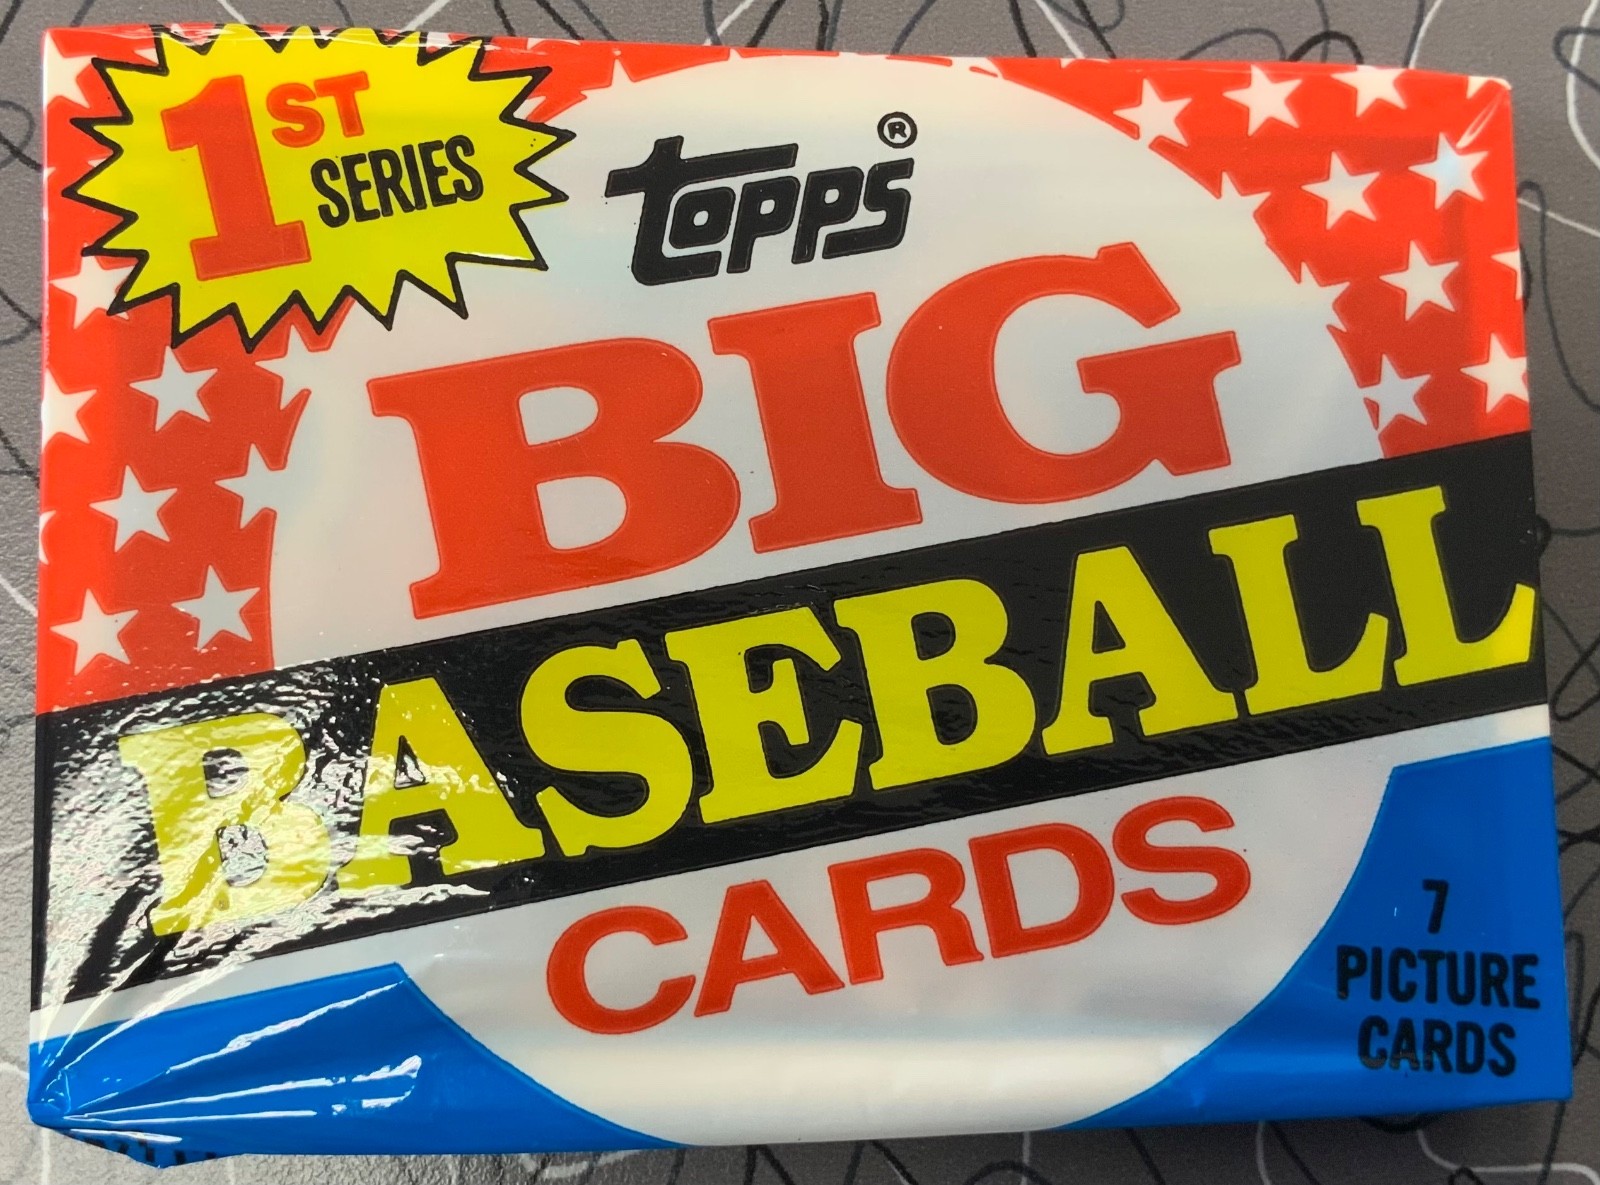 1ST
SERIES
topps®
BIG
BASEBALL
CARDS
7
PICTURE
CARDS